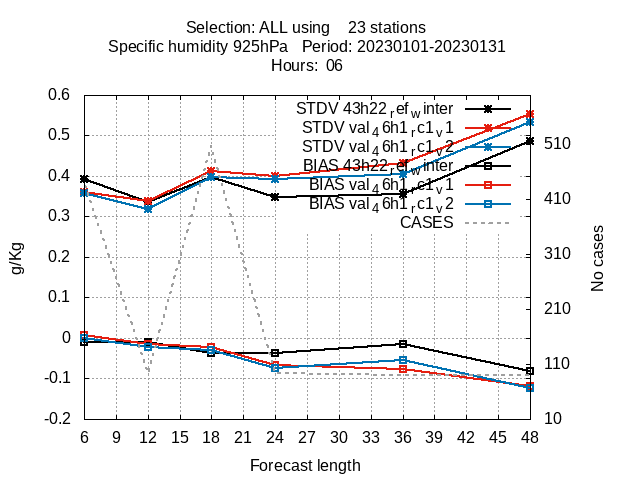 Selection: ALL using    23 stations
Specific humidity 925hPa   Period: 20230101-20230131
Hours:  06
0.6
0.5
0.4
0.3
0.2
0.1
0
-0.1
-0.2
g/Kg
STDV 43h22_ref_winter
STDV val_46h1_rc1_v1
STDV val_46h1_rc1_v2
BIAS 43h22_ref_winter
BIAS val_46h1_rc1_v1
BIAS val_46h1_rc1_v2
CASES
510
410
310
210
110
10
No cases
6 9 12 15 18 21 24 27 30 33 36 39 42 45 48
Forecast length